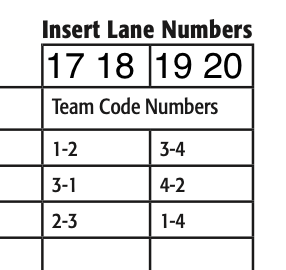 Insert Lane Numbers
17 18 19 20
Team Code Numbers
1-2 3-4
3-1 4-2
2-3 1-4